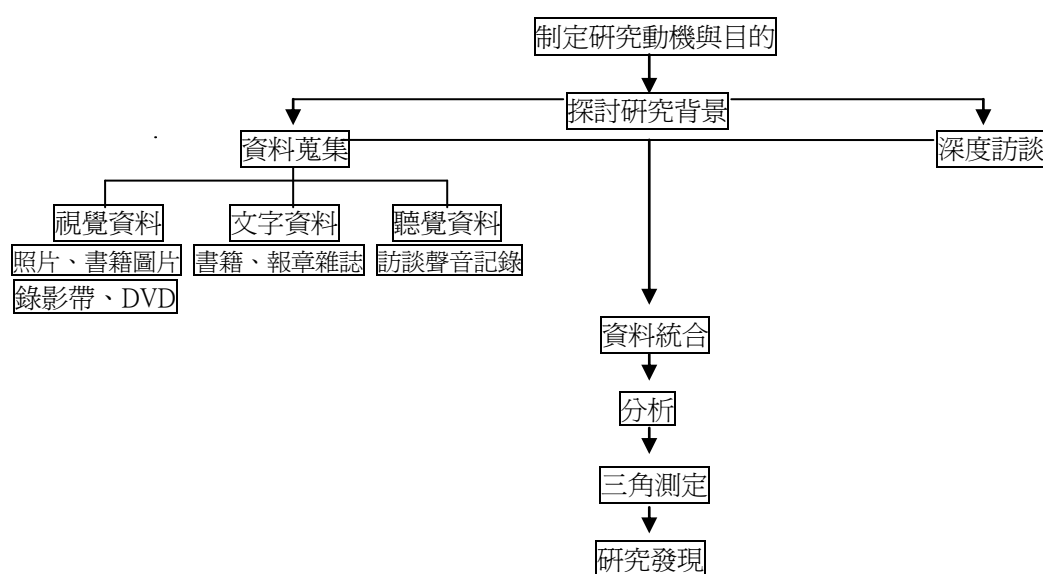 制定研究動機與目的
探討研究背景
資料蒐集
深度訪談
視覺資料
文字資料
聽覺資料
照片、書籍圖片
書籍、報章雜誌
訪談聲音記錄
錄影帶、DVD
資料統合
分析
三角測定
研究發現